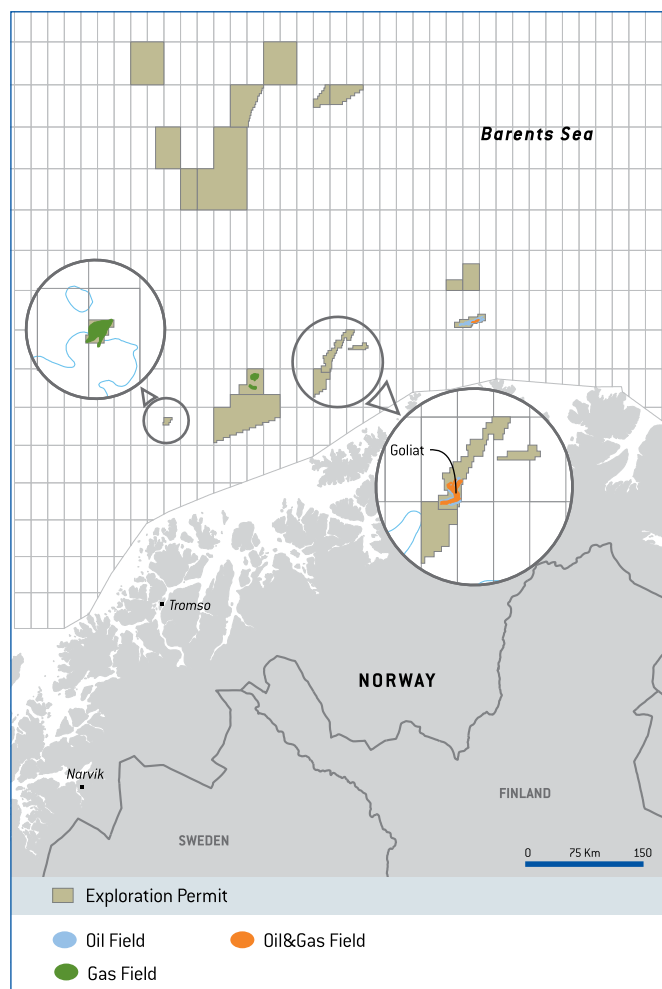 Barents Sea
Goliat
Tromso
NORWAY
Narvik
FINLAND
SWEDEN
0 75 Km 150
Exploration Permit
Oil Field
Oil&Gas Field
Gas Field